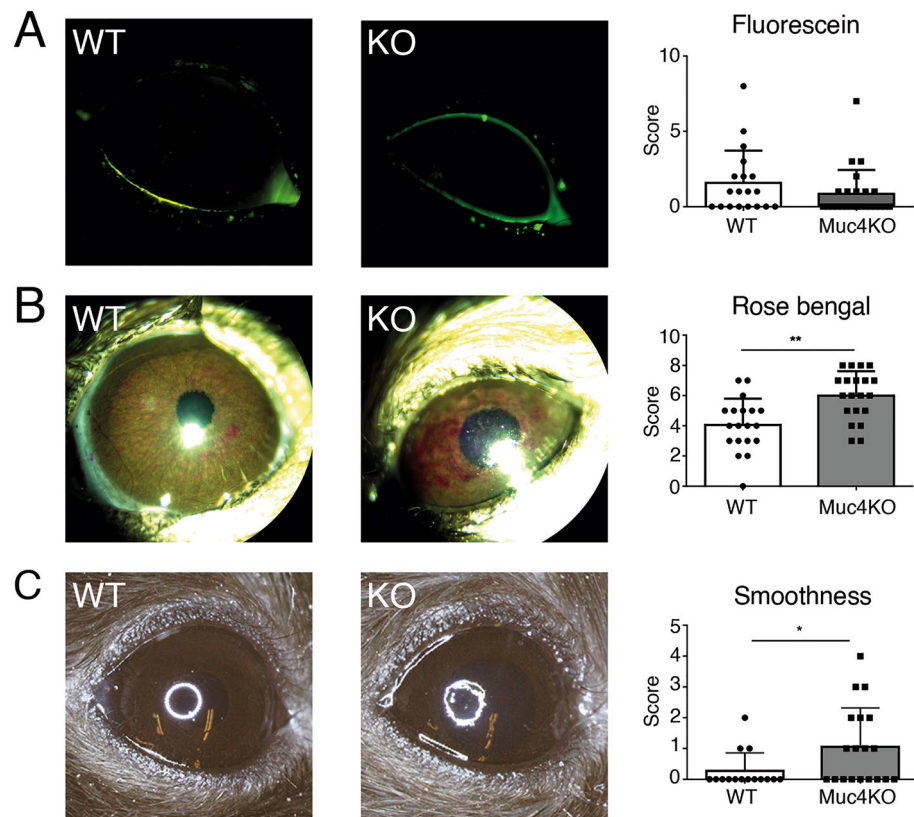 A
WT
KO
Fluorescein
10
5
0
Score
WT
Muc4KO
B
WT
KO
Rose bengal
**
10
8
6
4
2
0
Score
WT
Muc4KO
C
WT
KO
Smoothness
*
5
4
3
2
1
0
Score
WT
Muc4KO